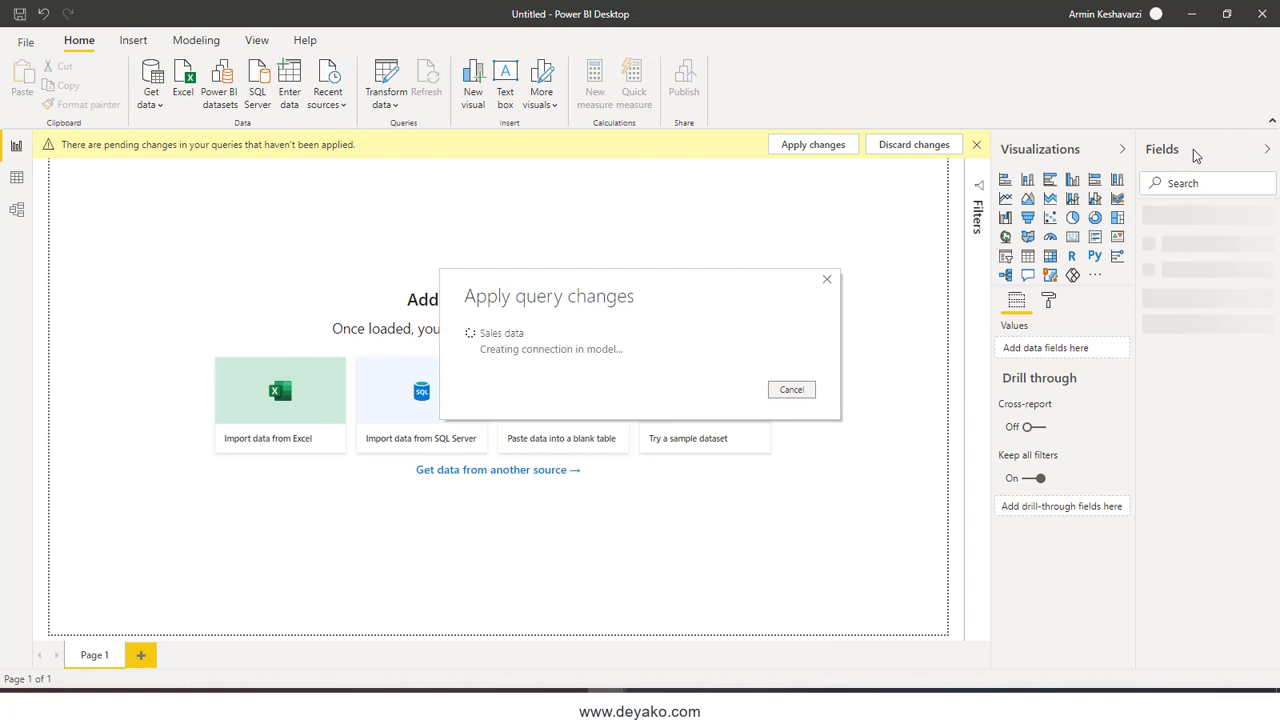 Untitled - Power BI Desktop
Armin Keshavarzi
File
Home
Insert
Modeling
View
Help
Paste
Cut
Copy
Format painter
Clipboard
Get data
Excel
Power BI datasets
SQL Server
Enter data
Recent sources
Data
Transform data
Refresh
Queries
New visual
Text box
More visuals
Insert
New measure
Quick measure
Calculations
Publish
Share
There are pending changes in your queries that haven't been applied.
Apply changes
Discard changes
Filters
Visualizations
Fields
Search
R
Py
Values
Add data fields here
Drill through
Cross-report
Off
Keep all filters
On
Add drill-through fields here
Add
Once loaded, you
Apply query changes
Sales data
Creating connection in model...
Cancel
SQL
Import data from Excel
Import data from SQL Server
Paste data into a blank table
Try a sample dataset
Get data from another source →
Page 1
Page 1 of 1
www.deyako.com